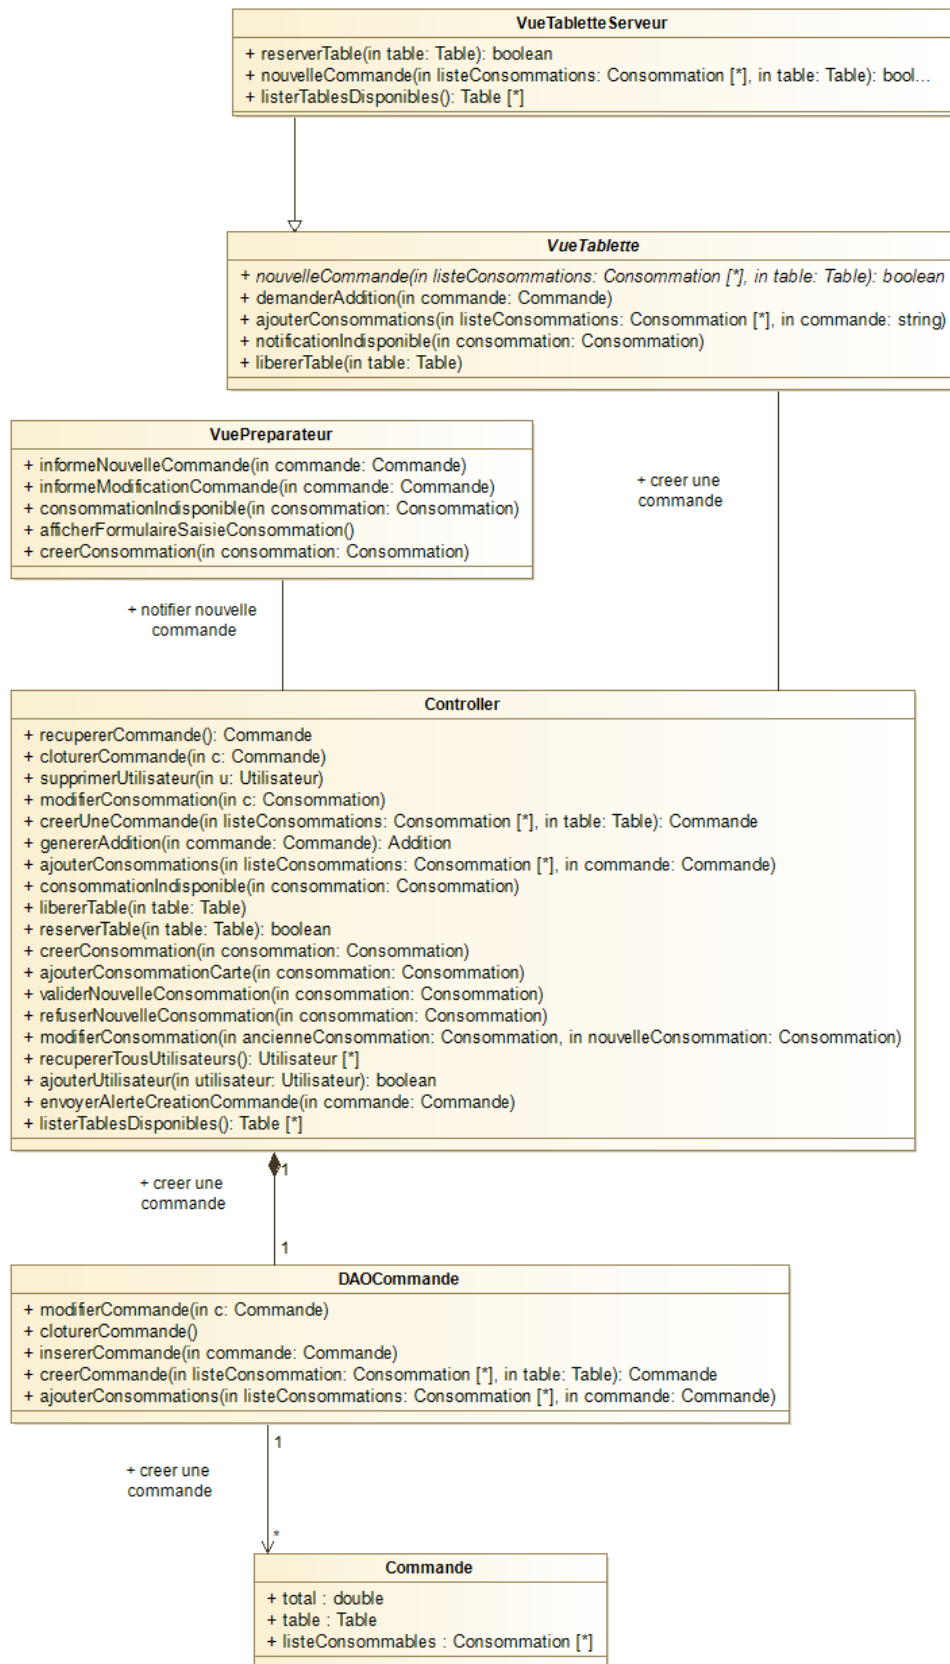 VueTabletteServeur
+ reserverTable(in table: Table): boolean
+ nouvelleCommande(in listeConsommations: Consommation [*], in table: Table): bool...
+ listerTablesDisponibles(): Table [*]
VueTablette
+ nouvelleCommande(in listeConsommations: Consommation [*], in table: Table): boolean
+ demanderAddition(in commande: Commande)
+ ajouterConsommations(in listeConsommations: Consommation [*], in commande: string)
+ notificationIndisponible(in consommation: Consommation)
+ libererTable(in table: Table)
VuePreparateur
+ informeNouvelleCommande(in commande: Commande)
+ informeModificationCommande(in commande: Commande)
+ consommationIndisponible(in consommation: Consommation)
+ afficherFormulaireSaisieConsommation()
+ creerConsommation(in consommation: Consommation)
+ creer une
commande
+ notifier nouvelle
commande
Controller
+ recupererCommande(): Commande
+ cloturerCommande(in c: Commande)
+ supprimerUtilisateur(in u: Utilisateur)
+ modifierConsommation(in c: Consommation)
+ creerUneCommande(in listeConsommations: Consommation [*], in table: Table): Commande
+ genererAddition(in commande: Commande): Addition
+ ajouterConsommations(in listeConsommations: Consommation [*], in commande: Commande)
+ consommationIndisponible(in consommation: Consommation)
+ libererTable(in table: Table)
+ reserverTable(in table: Table): boolean
+ creerConsommation(in consommation: Consommation)
+ ajouterConsommationCarte(in consommation: Consommation)
+ validerNouvelleConsommation(in consommation: Consommation)
+ refuserNouvelleConsommation(in consommation: Consommation)
+ modifierConsommation(in ancienneConsommation: Consommation, in nouvelleConsommation: Consommation)
+ recupererTousUtilisateurs(): Utilisateur [*]
+ ajouterUtilisateur(in utilisateur: Utilisateur): boolean
+ envoyerAlerteCreationCommande(in commande: Commande)
+ listerTablesDisponibles(): Table [*]
1
+ creer une
commande
1
DAOCommande
+ modifierCommande(in c: Commande)
+ cloturerCommande()
+ insererCommande(in commande: Commande)
+ creerCommande(in listeConsommation: Consommation [*], in table: Table): Commande
+ ajouterConsommations(in listeConsommations: Consommation [*], in commande: Commande)
1
+ creer une
commande
*
Commande
+ total : double
+ table : Table
+ listeConsommables : Consommation [*]